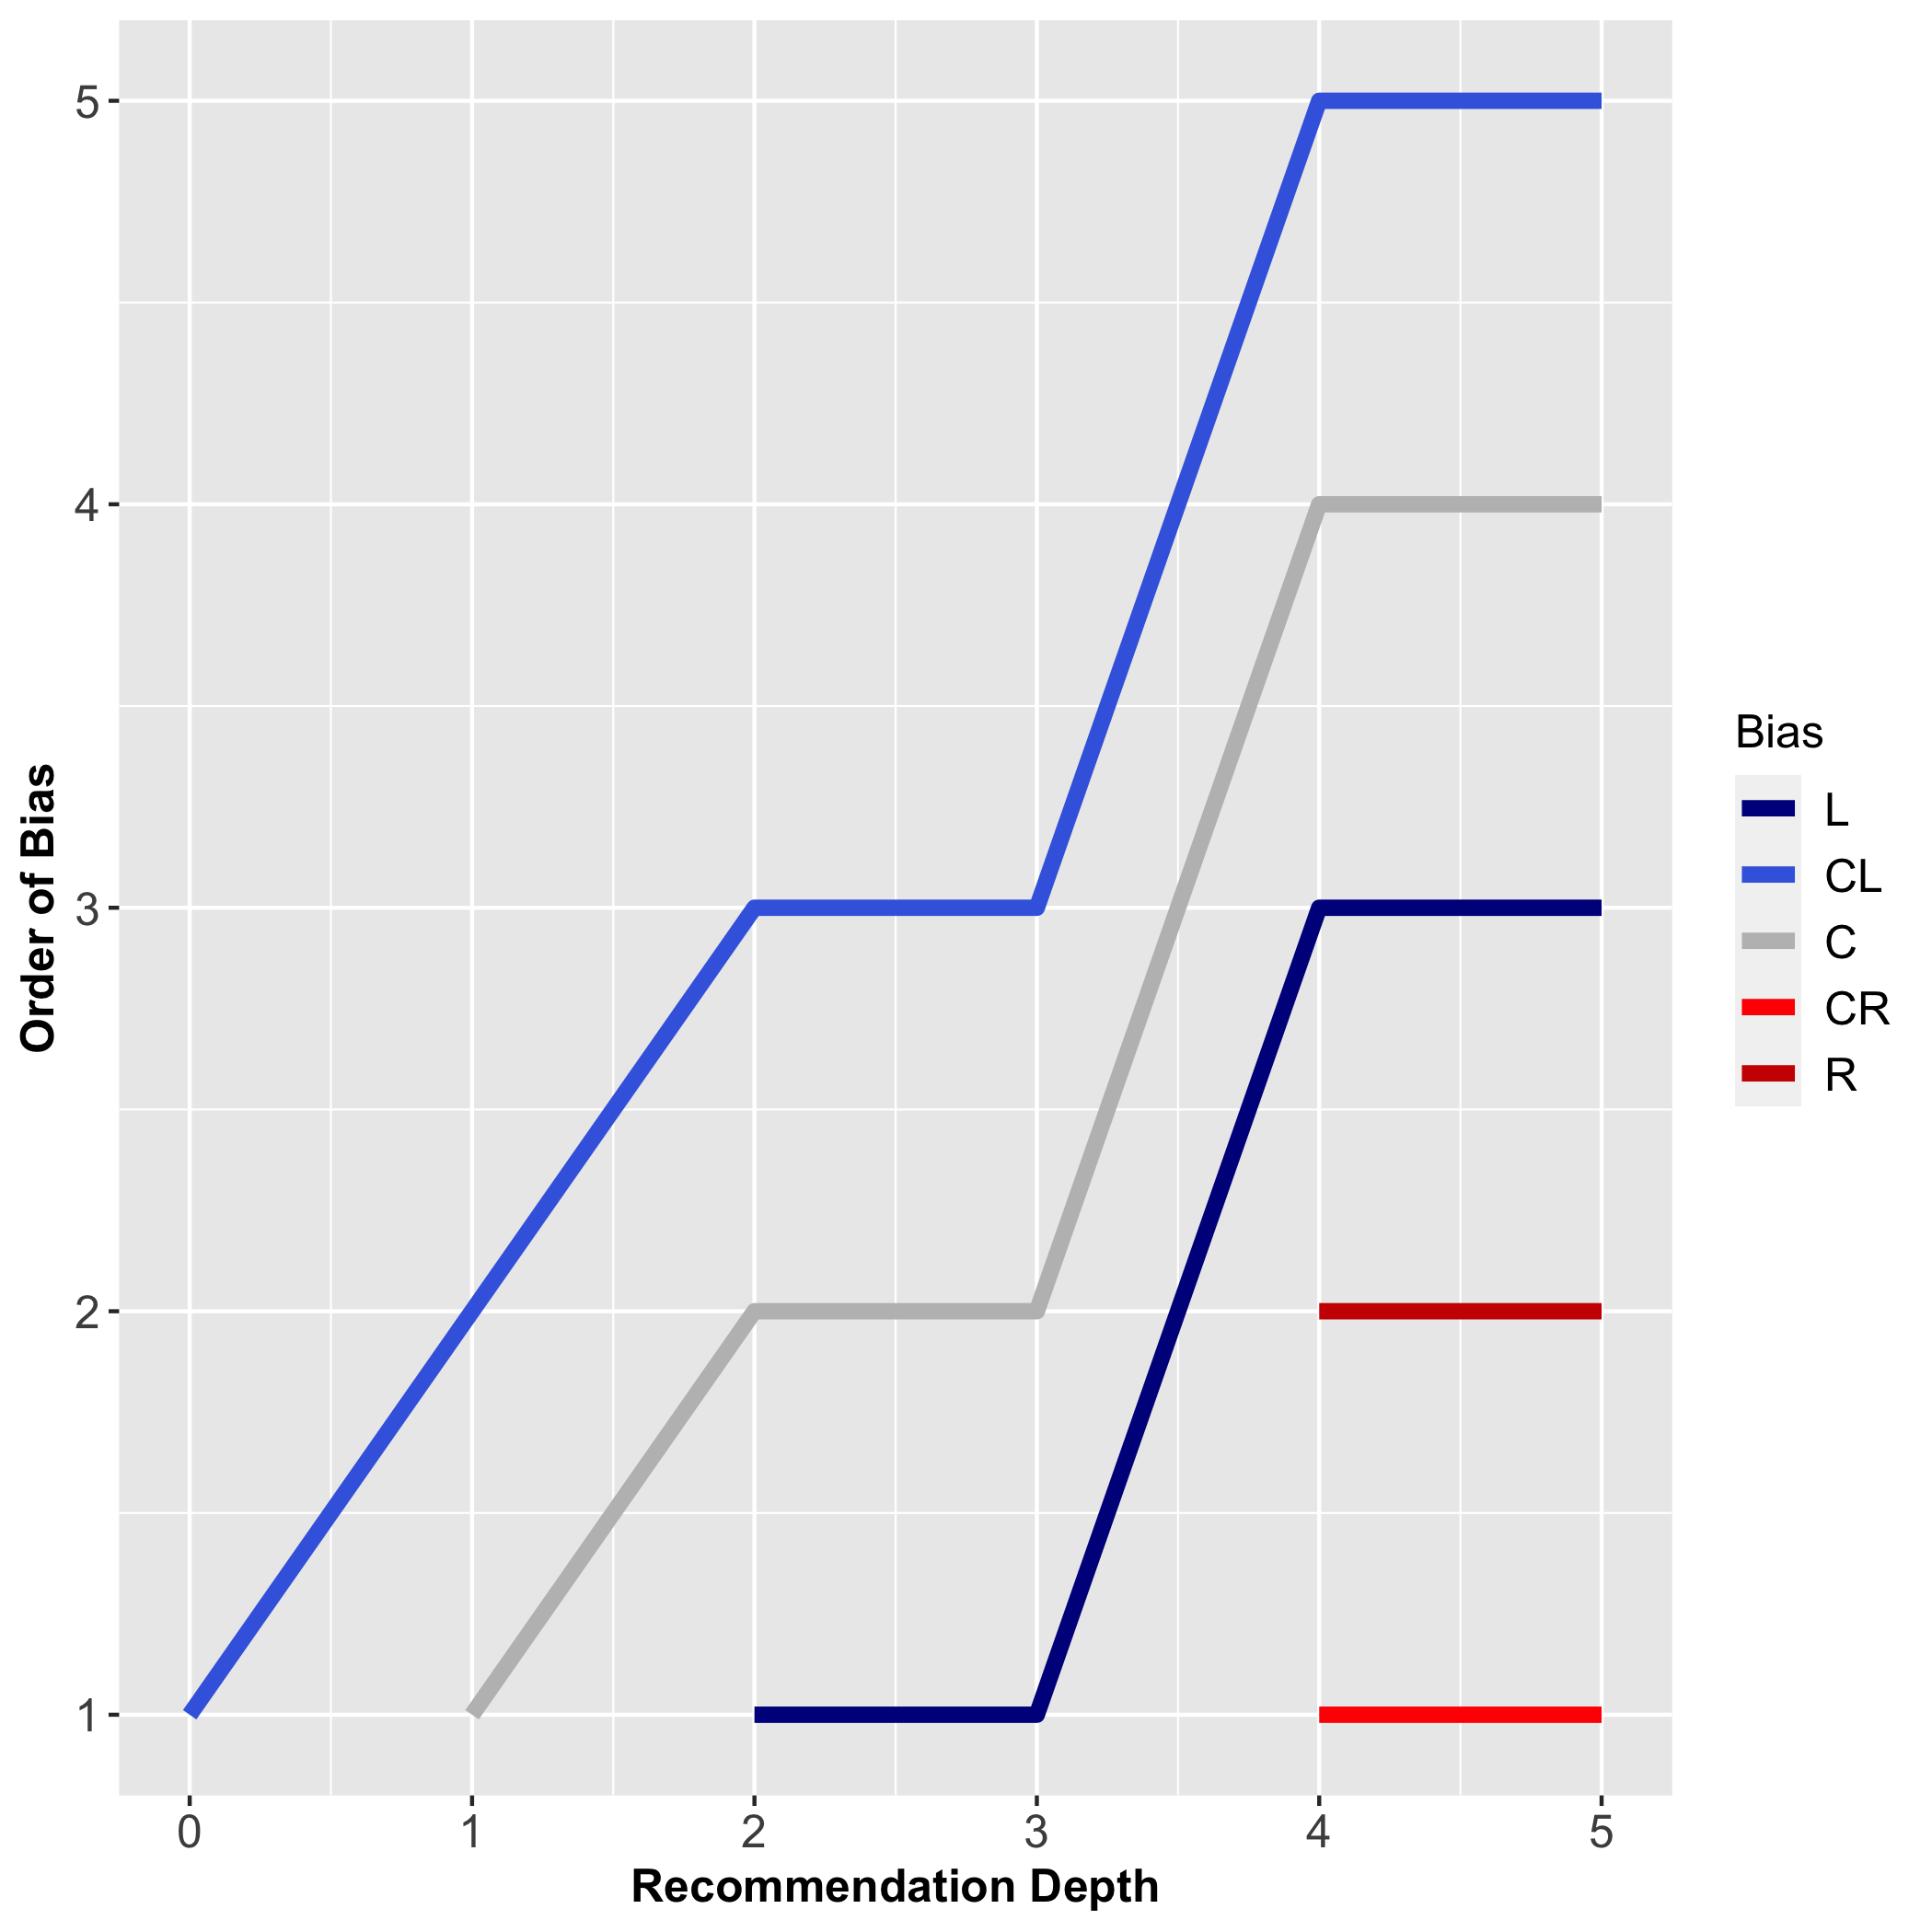 5
4
3
2
1
Order of Bias
0 1 2 3 4 5
Recommendation Depth
Bias
L
CL
C
CR
R